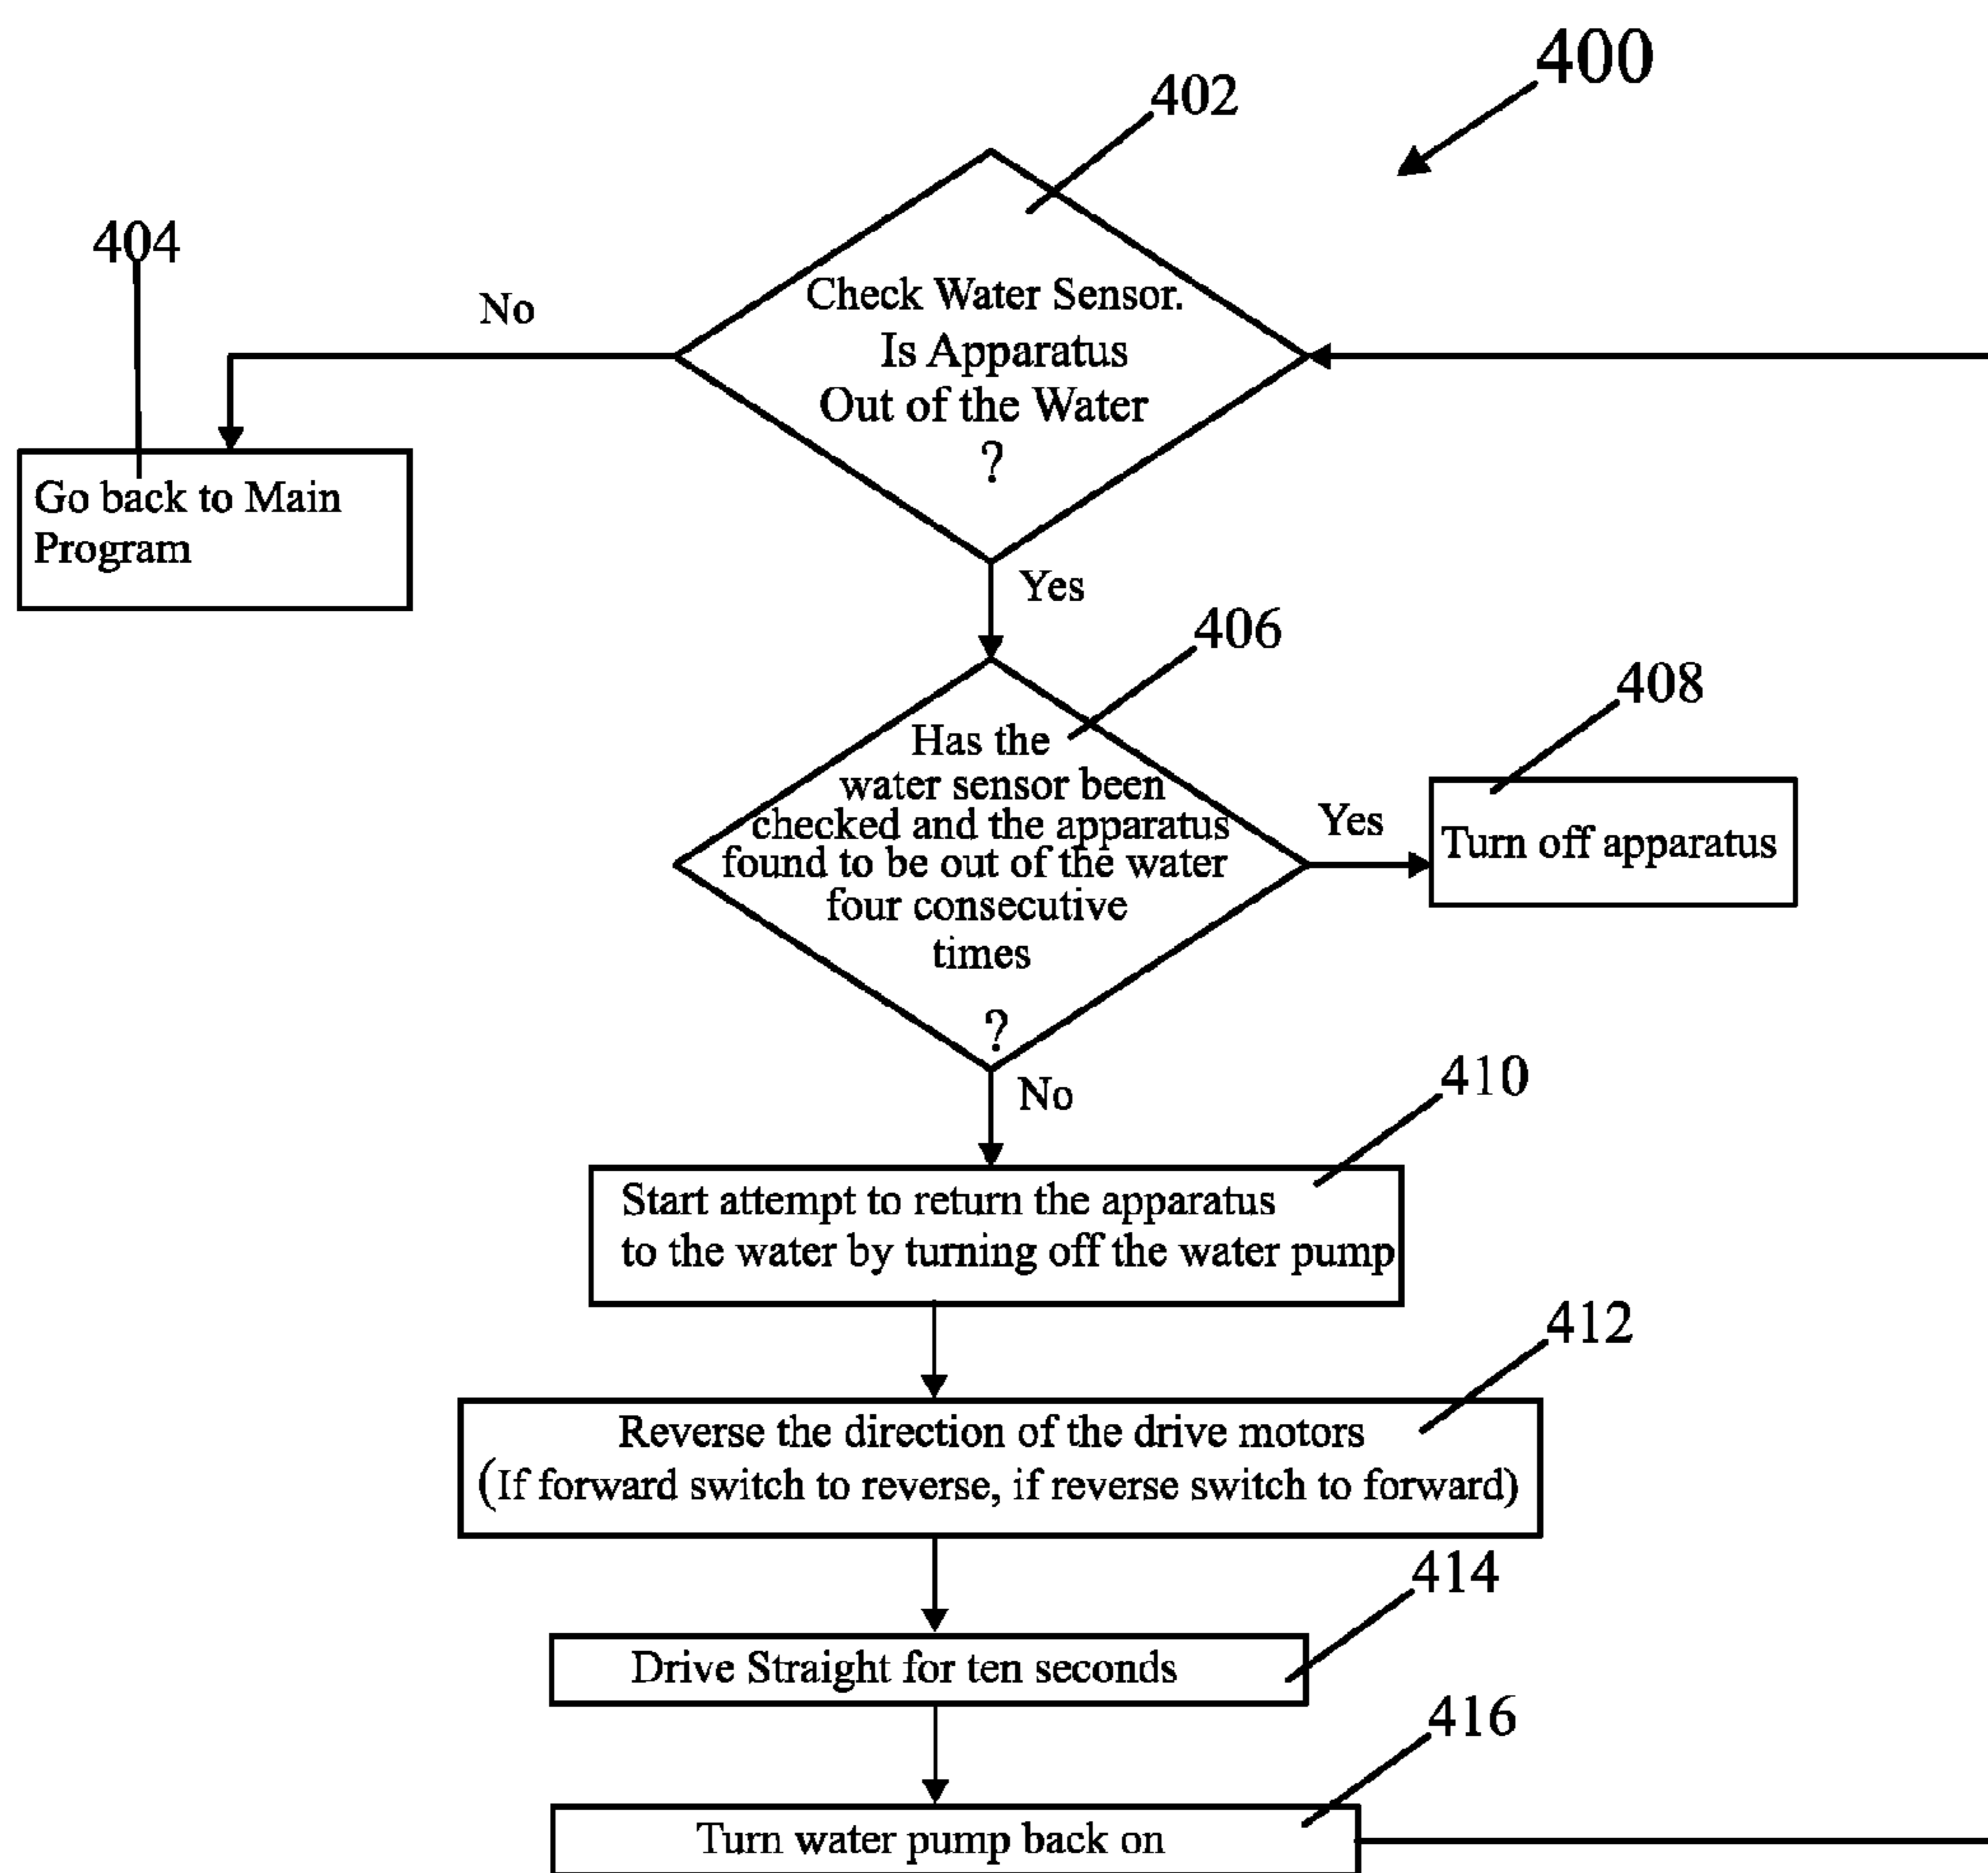 400
402
Check Water Sensor.
Is Apparatus
Out of the Water
?
No
404
Go back to Main
Program
Yes
406
Has the
water sensor been
checked and the apparatus
found to be out of the water
four consecutive
times
?
Yes
408
Turn off apparatus
No
410
Start attempt to return the apparatus
to the water by turning off the water pump
412
Reverse the direction of the drive motors
(If forward switch to reverse, if reverse switch to forward)
414
Drive Straight for ten seconds
416
Turn water pump back on